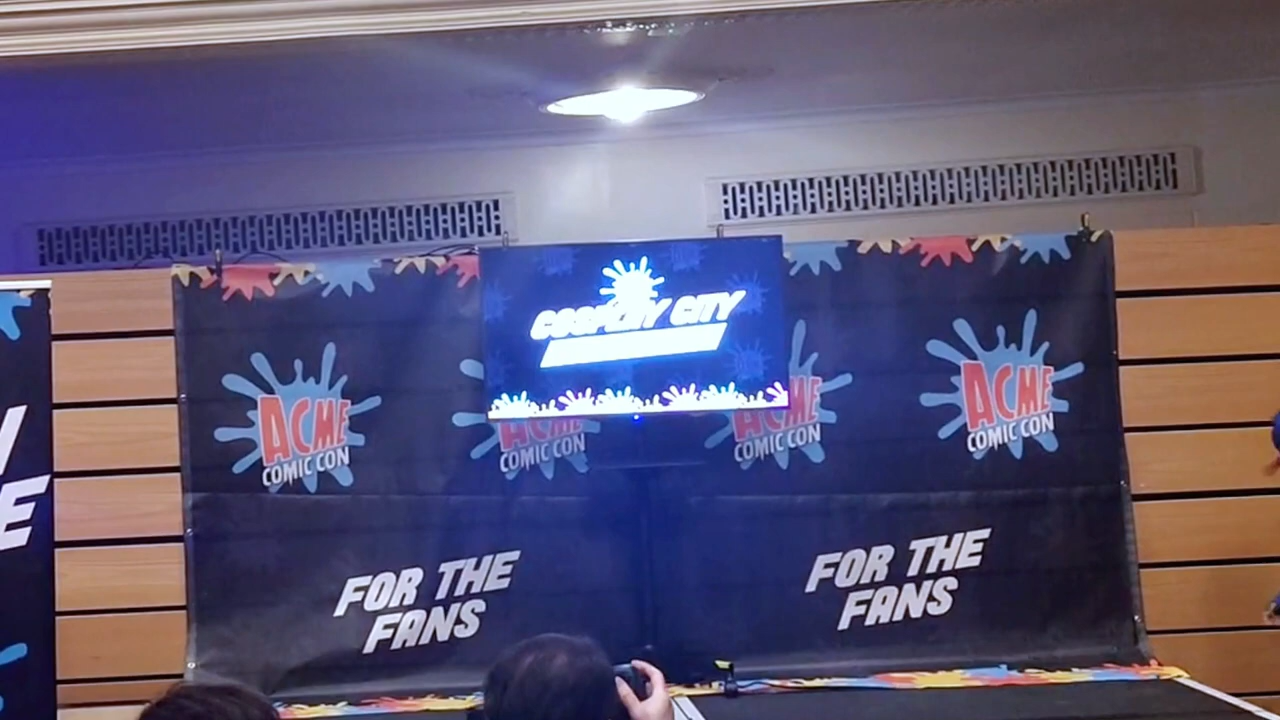 COSPLAY CITY
ACME
COMIC CON
ACME
COMIC CON
ACME
COMIC CON
ACME
COMIC CON
FOR THE
FANS
FOR THE
FANS
E